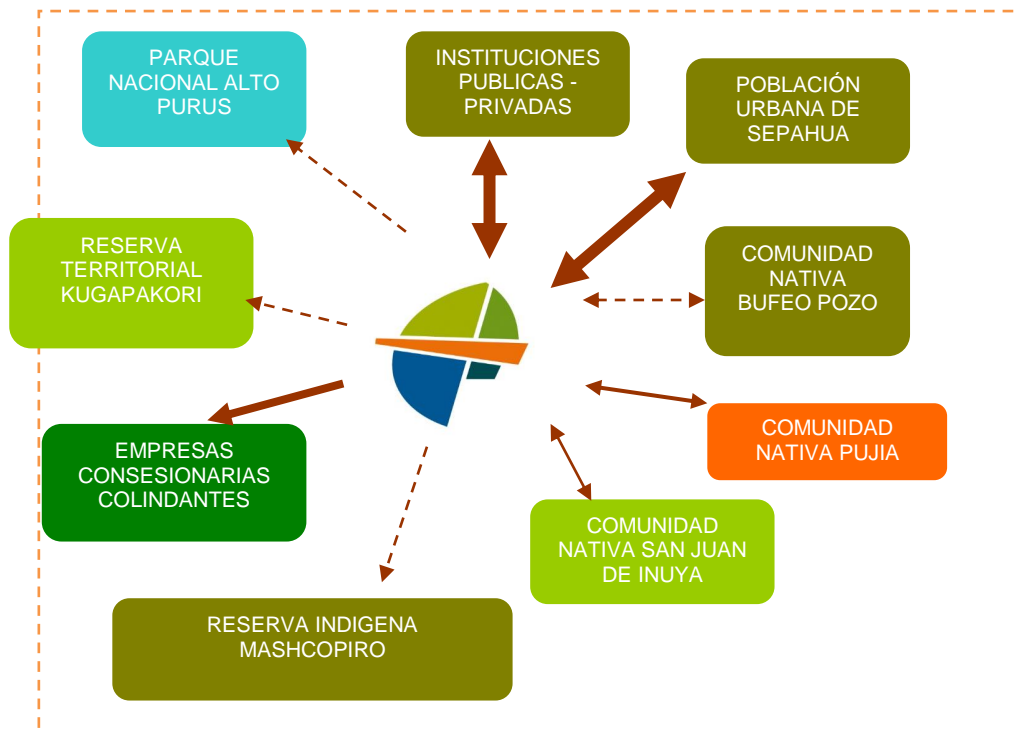 PARQUE
NACIONAL ALTO
PURUS
INSTITUCIONES
PUBLICAS -
PRIVADAS
POBLACIÓN
URBANA DE
SEPAHUA
RESERVA
TERRITORIAL
KUGAPAKORI
COMUNIDAD
NATIVA
BUFEO POZO
EMPRESAS
CONSESIONARIAS
COLINDANTES
COMUNIDAD
NATIVA PUJIA
COMUNIDAD
NATIVA SAN JUAN
DE INUYA
RESERVA INDIGENA
MASHCOPIRO